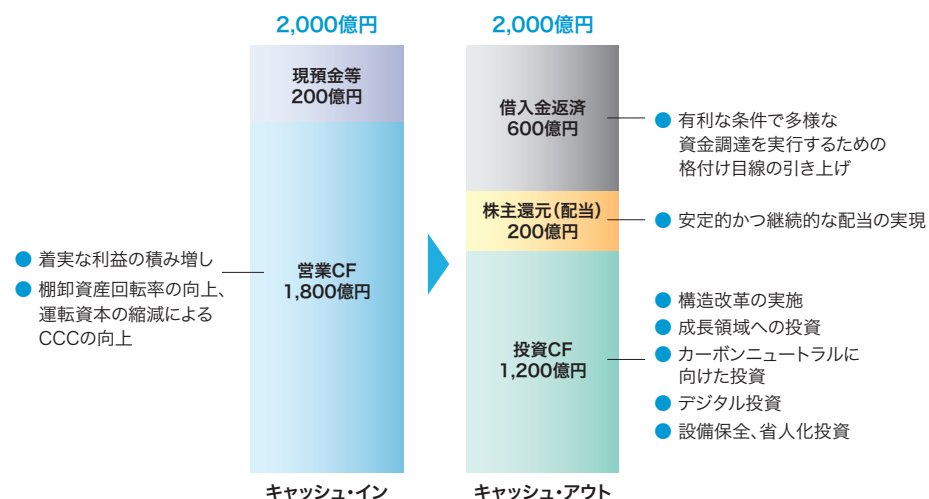 2,000億円
現預金等
200億円
● 着実な利益の積み増し
● 棚卸資産回転率の向上、
運転資本の縮減による
CCCの向上
営業CF
1,800億円
キャッシュ・イン
2,000億円
借入金返済
600億円
● 有利な条件で多様な
資金調達を実行するための
格付け目線の引き上げ
株主還元(配当)
200億円
● 安定的かつ継続的な配当の実現
投資CF
1,200億円
● 構造改革の実施
● 成長領域への投資
● カーボンニュートラルに
向けた投資
● デジタル投資
● 設備保全、省人化投資
キャッシュ・アウト